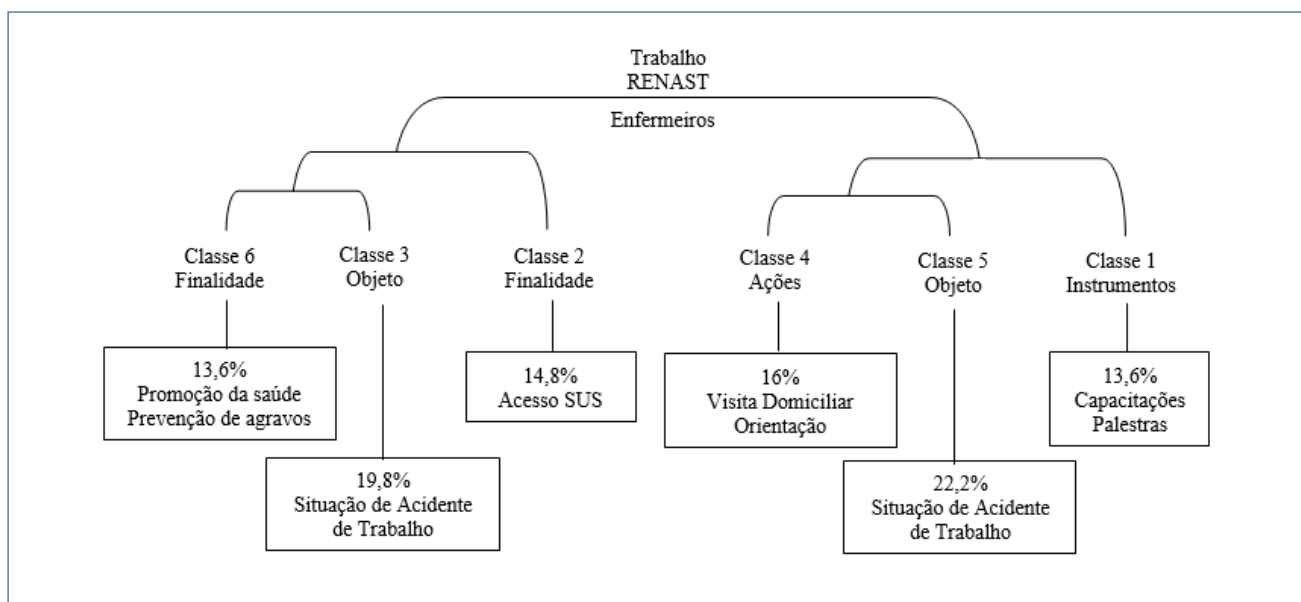 Trabalho
RENAST
Enfermeiros
Classe 6
Finalidade
Classe 3
Objeto
Classe 2
Finalidade
Classe 4
Ações
Classe 5
Objeto
Classe 1
Instrumentos
13,6%
Promoção da saúde
Prevenção de agravos
14,8%
Acesso SUS
16%
Visita Domiciliar
Orientação
13,6%
Capacitações
Palestras
19,8%
Situação de Acidente
de Trabalho
22,2%
Situação de Acidente
de Trabalho